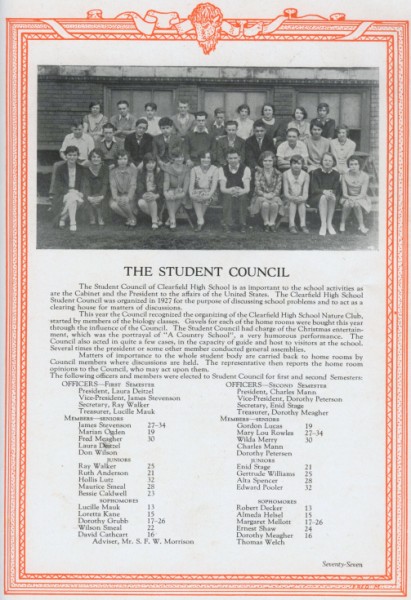 THE STUDENT COUNCIL
The Student Council of Clearfield High School is as important to the school activities as
are the Cabinet and the President to the affairs of the United States. The Clearfield High School
Student Council was organized in 1927 for the purpose of discussing school problems and to act as a
clearing house for matters of discussions.
This year the Council recognized the organizing of the Clearfield High School Nature Club,
started by members of the biology classes. Gavels for each of the home rooms were bought this year
through the influence of the Council. The Student Council had charge of the Christmas entertain-
ment, which was the portrayal of "A Country School", a very humorous performance. The
Council also acted in quite a few cases, in the capacity of guide and host to visitors at the school.
Several times the president or some other member conducted general assemblies.
Matters of importance to the whole student body are carried back to home rooms by
Council members where discussions are held. The representative then reports the home room
opinions to the Council, who may act upon them.
The following officers and members were elected to Student Council for first and second Semesters:
OFFICERS—First Semester
President, Laura Deitzel
Vice-President, James Stevenson
Secretary, Ray Walker
Treasurer, Lucille Mauk
Members—seniors
James Stevenson 27-34
Marian Ogden 19
Fred Meagher 30
Laura Deitzel
Don Wilson
juniors
Ray Walker 25
Ruth Anderson 21
Hollis Lutz 32
Maurice Smeal 28
Bessie Caldwell 23
sophomores
Lucille Mauk 13
Loretta Kane 15
Dorothy Grubb 17-26
Wilson Smeal 22
David Cathcart 16
Adviser, Mr. S. F. W. Morrison
OFFICERS—Second Semester
President, Charles Mann
Vice-President, Dorothy Petersen
Secretary, Enid Stage
Treasurer, Dorothy Meagher
Members—seniors
Gordon Lucas 19
Mary Lou Rowles 27-34
Wilda Merry 30
Charles Mann
Dorothy Petersen
juniors
Enid Stage 21
Gertrude Williams 25
Alta Spencer 28
Edward Pooler 32
sophomores
Robert Decker 13
Almeda Helsel 15
Margaret Mellott 17-26
Ernest Shaw 24
Dorothy Meagher 16
Thomas Welch
Seventy-Seven